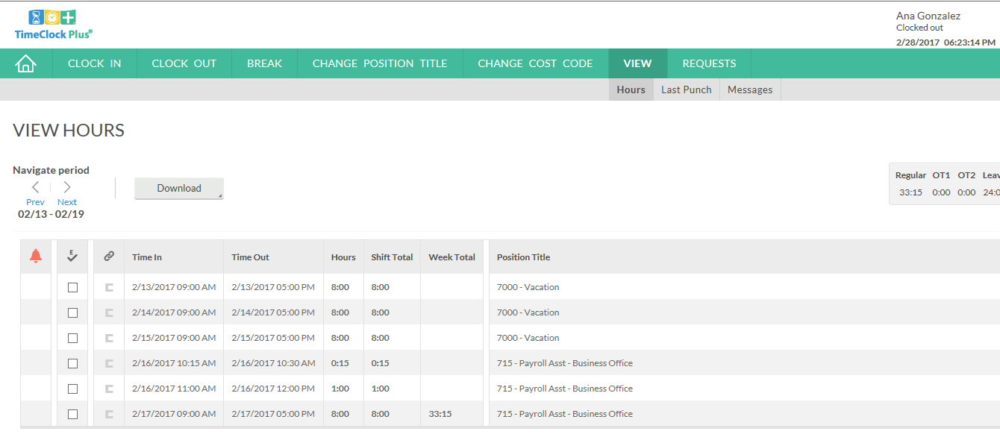 TimeClock Plus®
Ana Gonzalez
Clocked out
2/28/2017 06:23:14 PM
CLOCK IN CLOCK OUT BREAK CHANGE POSITION TITLE CHANGE COST CODE VIEW REQUESTS
Hours Last Punch Messages
VIEW HOURS
Navigate period
Download
Prev Next
02/13 - 02/19
Regular OT1 OT2
33:15 0:00 0:00
E Time In Time Out Hours Shift Total Week Total Position Title
2/13/2017 09:00 AM 2/13/2017 05:00 PM 8:00 8:00 7000 - Vacation
2/14/2017 09:00 AM 2/14/2017 05:00 PM 8:00 8:00 7000 - Vacation
2/15/2017 09:00 AM 2/15/2017 05:00 PM 8:00 8:00 7000 - Vacation
2/16/2017 10:15 AM 2/16/2017 10:30 AM 0:15 0:15 715 - Payroll Asst - Business Office
2/16/2017 11:00 AM 2/16/2017 12:00 PM 1:00 1:00 715 - Payroll Asst - Business Office
2/17/2017 09:00 AM 2/17/2017 05:00 PM 8:00 8:00 33:15 715 - Payroll Asst - Business Office